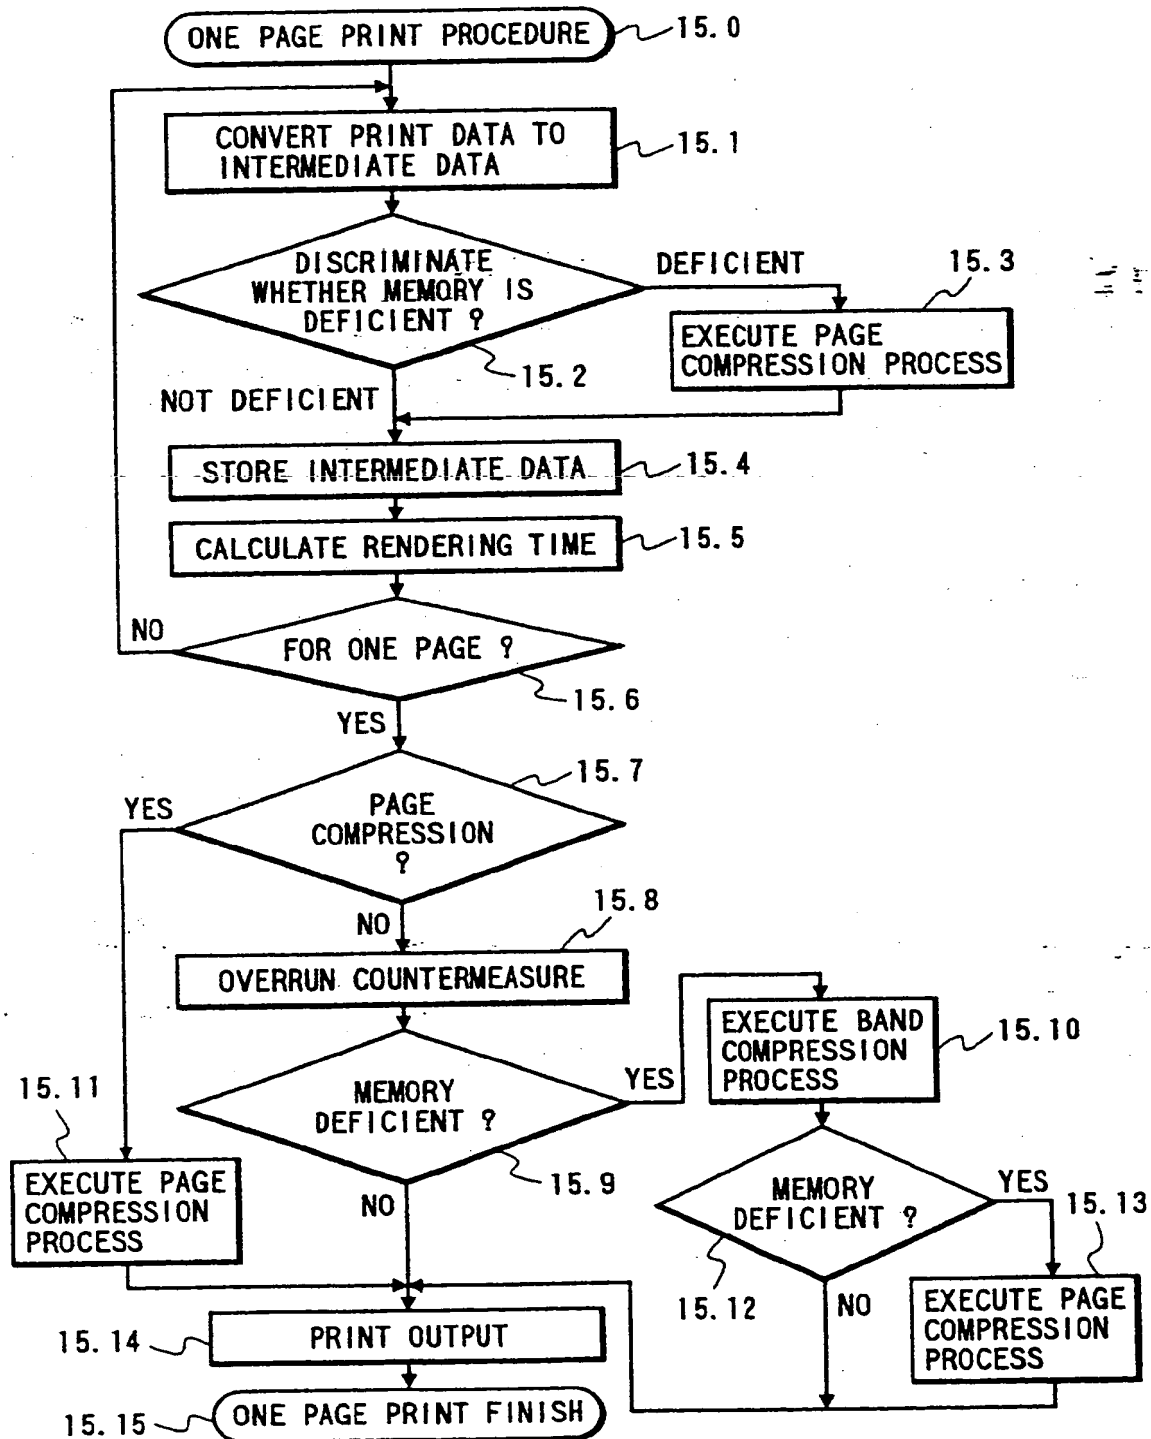 ONE PAGE PRINT PROCEDURE
15.0
CONVERT PRINT DATA TO
INTERMEDIATE DATA
15.1
DISCRIMINATE
WHETHER MEMORY IS
DEFICIENT ?
15.2
DEFICIENT
15.3
EXECUTE PAGE
COMPRESSION PROCESS
NOT DEFICIENT
STORE INTERMEDIATE DATA
15.4
CALCULATE RENDERING TIME
15.5
NO
FOR ONE PAGE ?
15.6
YES
15.7
YES
PAGE
COMPRESSION
?
NO
15.8
OVERRUN COUNTERMEASURE
EXECUTE BAND
COMPRESSION
PROCESS
15.10
MEMORY
DEFICIENT ?
YES
15.9
NO
15.11
EXECUTE PAGE
COMPRESSION
PROCESS
MEMORY
DEFICIENT ?
YES
15.12
NO
15.13
EXECUTE PAGE
COMPRESSION
PROCESS
PRINT OUTPUT
15.14
ONE PAGE PRINT FINISH
15.15